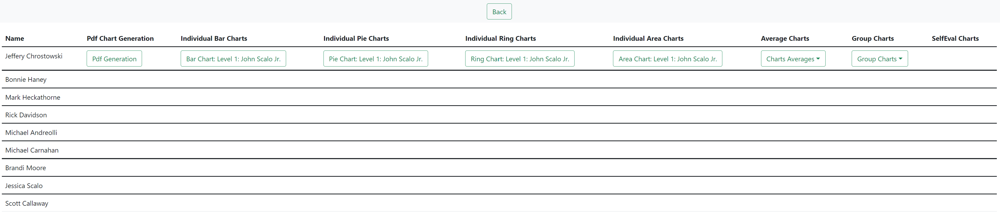 Back
Name Pdf Chart Generation Individual Bar Charts Individual Pie Charts Individual Ring Charts Individual Area Charts Average Charts Group Charts SelfEval Charts
Jeffery Chrostowski Pdf Generation Bar Chart: Level 1: John Scalo Jr. Pie Chart: Level 1: John Scalo Jr. Ring Chart: Level 1: John Scalo Jr. Area Chart: Level 1: John Scalo Jr. Charts Averages Group Charts
Bonnie Haney
Mark Heckathorne
Rick Davidson
Michael Andreolli
Michael Carnahan
Brandi Moore
Jessica Scalo
Scott Callaway